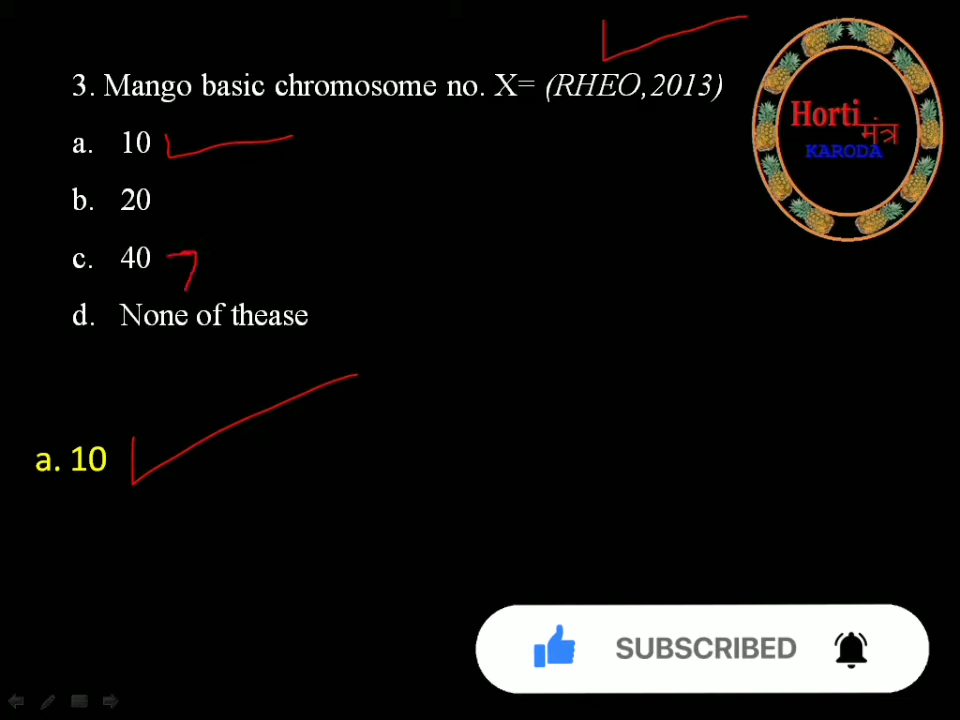 3. Mango basic chromosome no. X= (RHEO,2013)
a. 10
b. 20
c. 40
d. None of thease
a. 10
Horti
मंत्र
KARODA
SUBSCRIBED